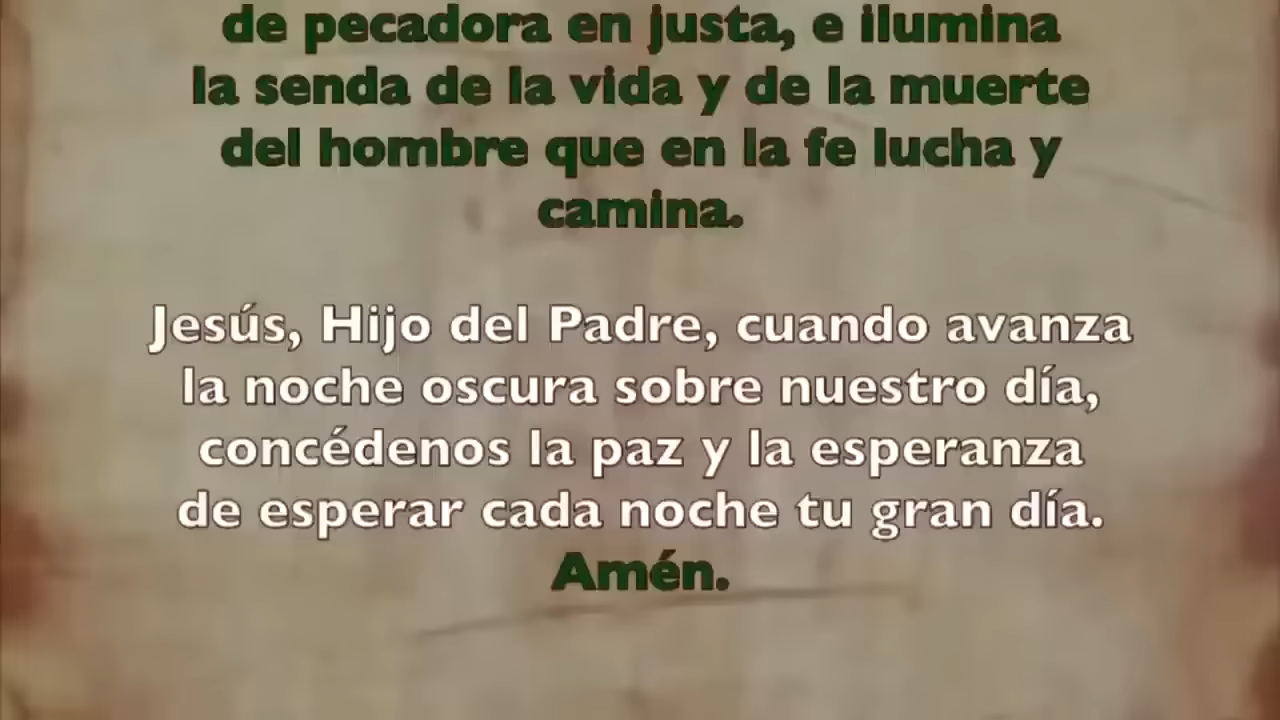 de pecadora en justa, e ilumina
la senda de la vida y de la muerte
del hombre que en la fe lucha y
camina.
Jesús, Hijo del Padre, cuando avanza
la noche oscura sobre nuestro día,
concédenos la paz y la esperanza
de esperar cada noche tu gran día.
Amén.